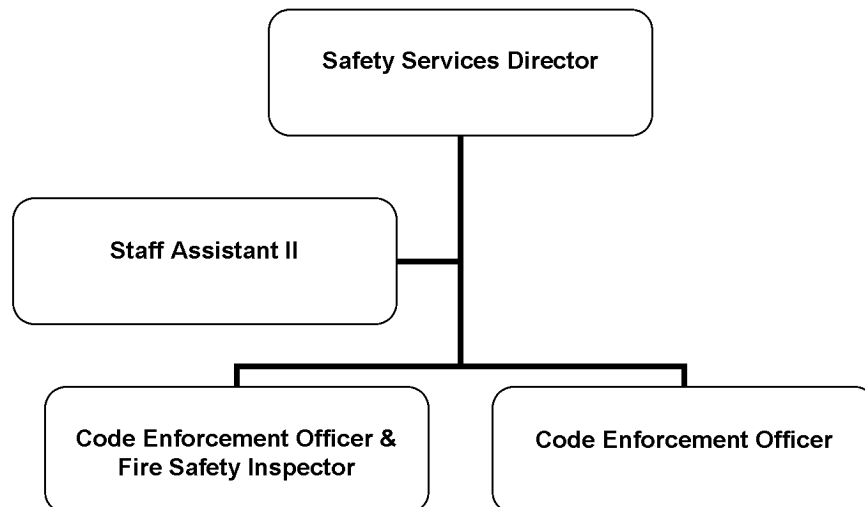 Safety Services Director
Staff Assistant II
Code Enforcement Officer &
Fire Safety Inspector
Code Enforcement Officer